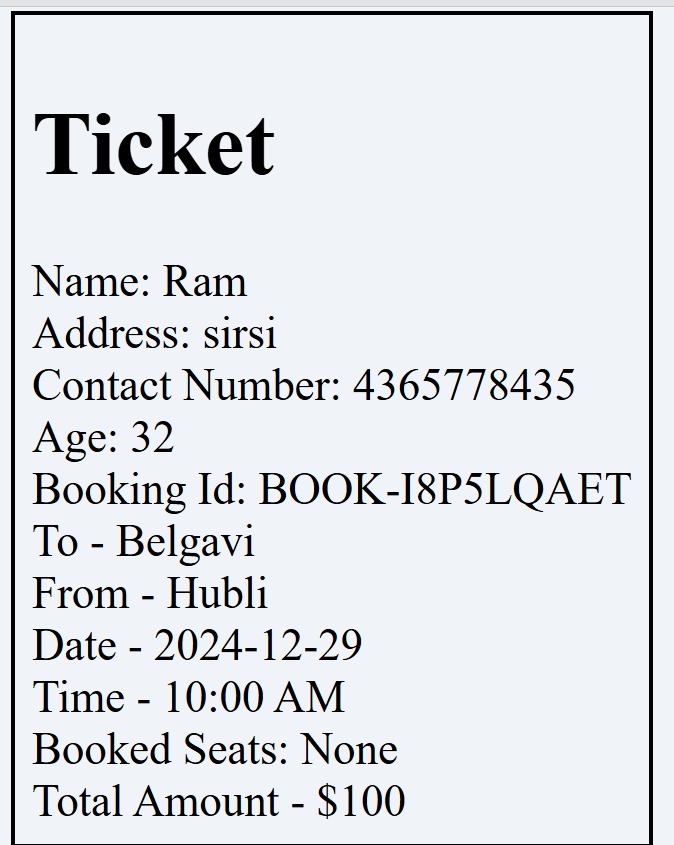 Ticket
Name: Ram
Address: sirsi
Contact Number: 4365778435
Age: 32
Booking Id: BOOK-I8P5LQAET
To - Belgavi
From - Hubli
Date - 2024-12-29
Time - 10:00 AM
Booked Seats: None
Total Amount - $100